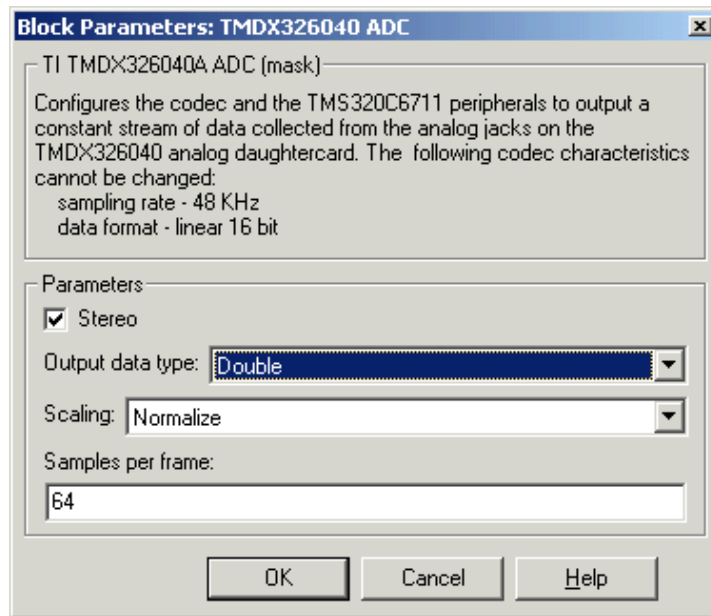 Block Parameters: TMDX326040 ADC
TI TMDX326040A ADC (mask)
Configures the codec and the TMS320C6711 peripherals to output a
constant stream of data collected from the analog jacks on the
TMDX326040 analog daughtercard. The  following codec characteristics
cannot be changed:
sampling rate - 48 KHz
data format - linear 16 bit
Parameters
Stereo
Output data type: Double
Scaling: Normalize
Samples per frame:
64
OK Cancel Help